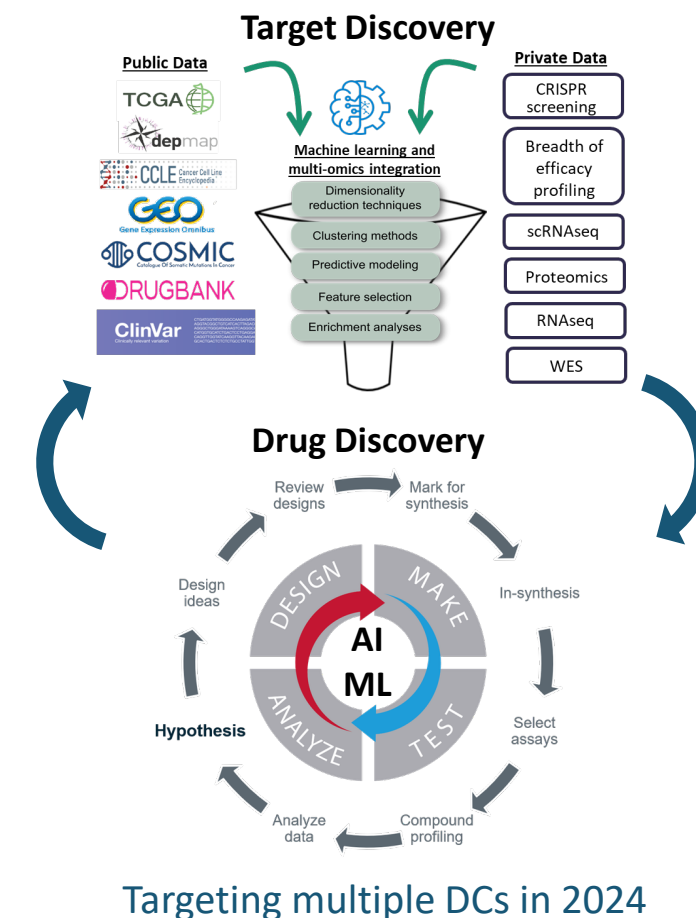 Target Discovery
Public Data
TCGA
depmap
CCLE Cancer Cell Line
Encyclopedia
GEO
Gene Expression Omnibus
COSMIC
Catalogue Of Somatic Mutations In Cancer
DRUGBANK
ClinVar
Clinically relevant variation
Machine learning and
multi-omics integration
Dimensionality
reduction techniques
Clustering methods
Predictive modeling
Feature selection
Enrichment analyses
Private Data
CRISPR
screening
Breadth of
efficacy
profiling
scRNAseq
Proteomics
RNAseq
WES
Drug Discovery
Review
designs
Mark for
synthesis
In-synthesis
Select
assays
Compound
profiling
Analyze
data
Hypothesis
Design
ideas
DESIGN
MAKE
TEST
ANALYZE
AI
ML
Targeting multiple DCs in 2024